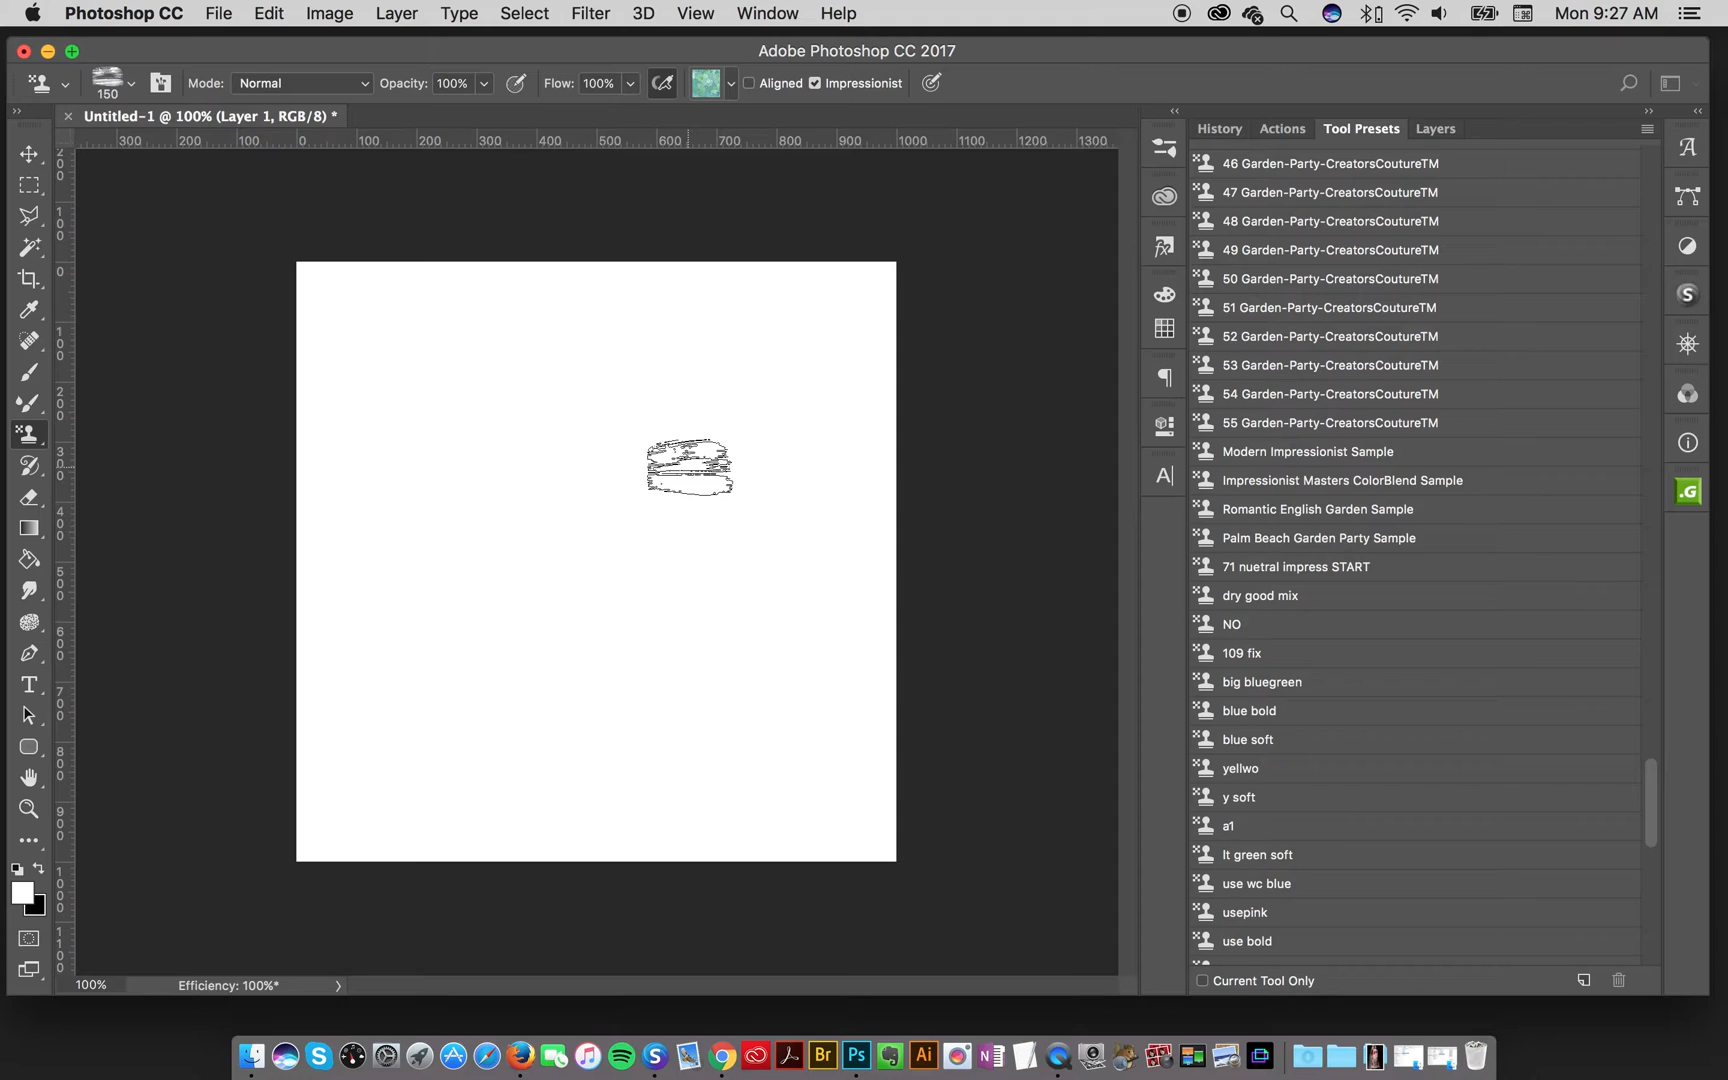 Photoshop CC File Edit Image Layer Type Select Filter 3D View Window Help Mon 9:27 AM
Adobe Photoshop CC 2017
150 Mode: Normal Opacity: 100% Flow: 100% Aligned Impressionist
Untitled-1 @ 100% (Layer 1, RGB/8) *
History Actions Tool Presets Layers
300 200 100 0 100 200 300 400 500 600 700 800 900 1000 1100 1200 1300
46 Garden-Party-CreatorsCoutureTM
47 Garden-Party-CreatorsCoutureTM
48 Garden-Party-CreatorsCoutureTM
49 Garden-Party-CreatorsCoutureTM
50 Garden-Party-CreatorsCoutureTM
51 Garden-Party-CreatorsCoutureTM
52 Garden-Party-CreatorsCoutureTM
53 Garden-Party-CreatorsCoutureTM
54 Garden-Party-CreatorsCoutureTM
55 Garden-Party-CreatorsCoutureTM
Modern Impressionist Sample
Impressionist Masters ColorBlend Sample
Romantic English Garden Sample
Palm Beach Garden Party Sample
71 nuetral impress START
dry good mix
NO
109 fix
big bluegreen
blue bold
blue soft
yellwo
y soft
a1
lt green soft
use wc blue
usepink
use bold
Current Tool Only
100% Efficiency: 100%*
Br Ps Ai